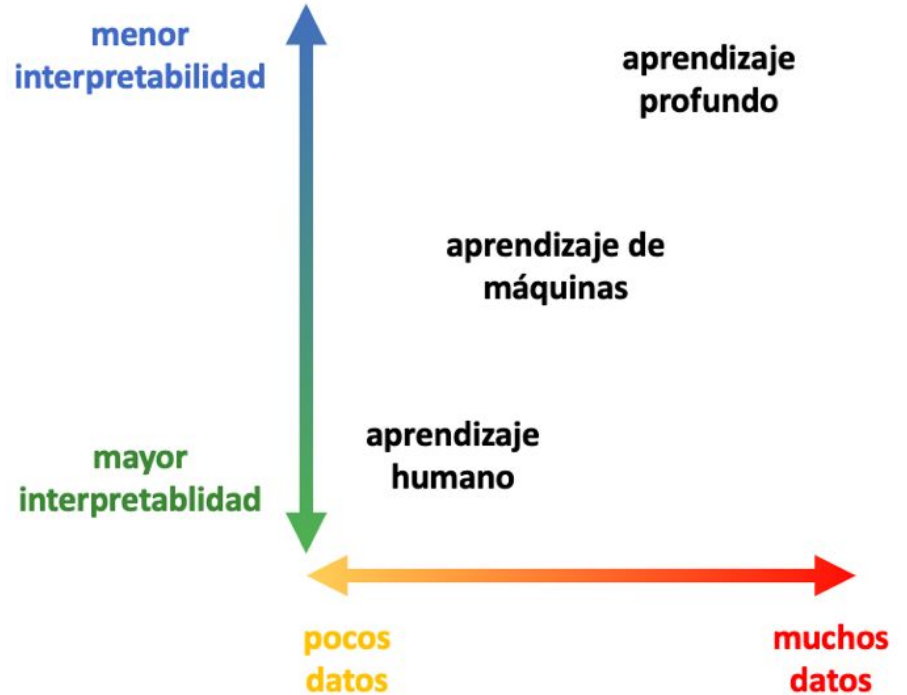 menor
interpretabilidad
aprendizaje
profundo
aprendizaje de
máquinas
aprendizaje
humano
mayor
interpretablidad
pocos
datos
muchos
datos